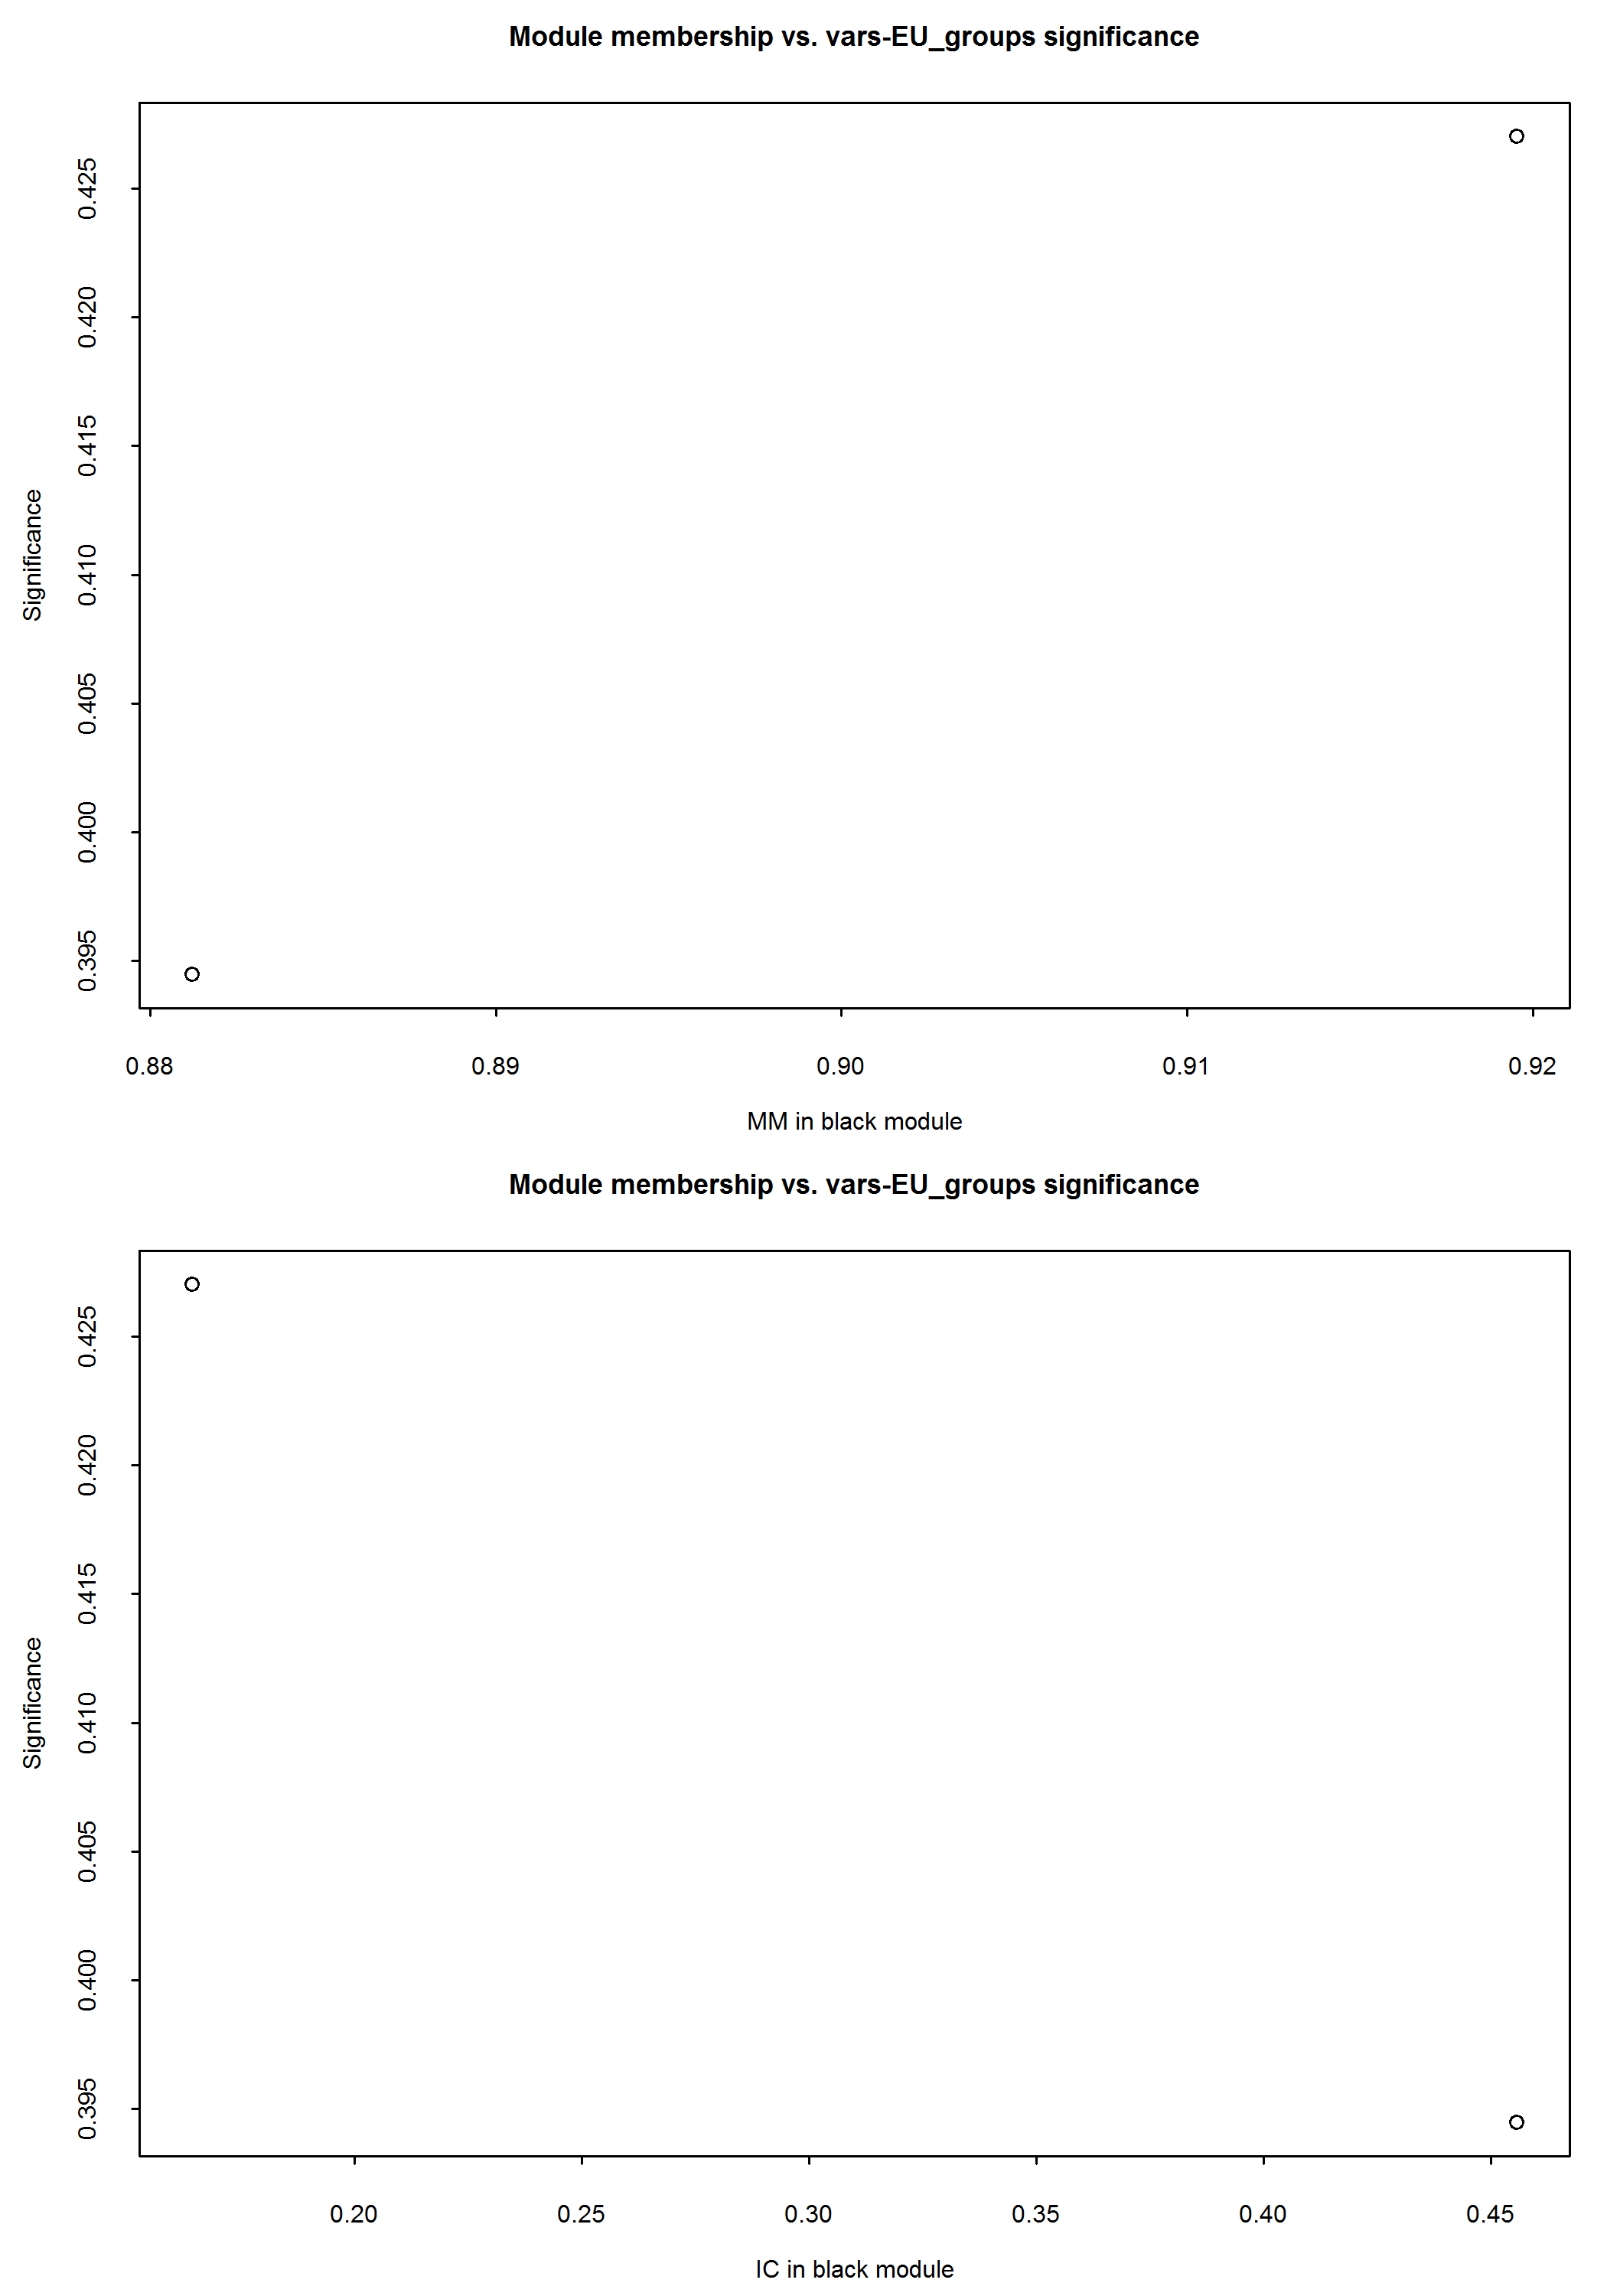 Module membership vs. vars-EU_groups significance
0.425
0.420
0.415
0.410
0.405
0.400
0.395
Significance
0.88 0.89 0.90 0.91 0.92
MM in black module
Module membership vs. vars-EU_groups significance
0.425
0.420
0.415
0.410
0.405
0.400
0.395
Significance
0.20 0.25 0.30 0.35 0.40 0.45
IC in black module